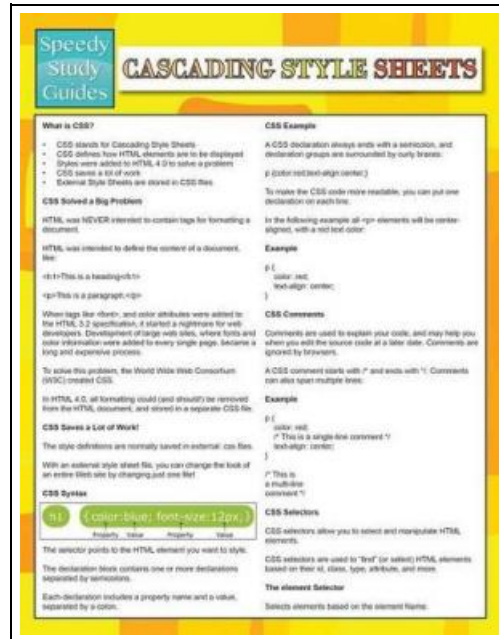 Speedy
Study
Guides
CASCADING STYLE SHEETS
What is CSS?
• CSS stands for Cascading Style Sheets
• CSS defines how HTML elements are to be displayed
• Styles were added to HTML 4.0 to solve a problem
• CSS saves a lot of work
• External Style Sheets are stored in CSS files
CSS Solved a Big Problem
HTML was NEVER intended to contain tags for formatting a
document.
HTML was intended to define the content of a document,
like:
<h1>This is a heading</h1>
<p>This is a paragraph.</p>
When tags like <font>, and color attributes were added to
the HTML 3.2 specification, it started a nightmare for web
developers. Development of large web sites, where fonts and
color information were added to every single page, became a
long and expensive process.
To solve this problem, the World Wide Web Consortium
(W3C) created CSS.
In HTML 4.0, all formatting could (and should!) be removed
from the HTML document, and stored in a separate CSS file.
CSS Saves a Lot of Work!
The style definitions are normally saved in external .css files.
With an external style sheet file, you can change the look of
an entire Web site by changing just one file!
CSS Syntax
h1 {color:blue; font-size:12px;}
Property Value Property Value
The selector points to the HTML element you want to style.
The declaration block contains one or more declarations
separated by semicolons.
Each declaration includes a property name and a value,
separated by a colon.
CSS Example
A CSS declaration always ends with a semicolon, and
declaration groups are surrounded by curly braces:
p {color:red;text-align:center;}
To make the CSS code more readable, you can put one
declaration on each line.
In the following example all <p> elements will be center-
aligned, with a red text color:
Example
p {
color: red;
text-align: center;
}
CSS Comments
Comments are used to explain your code, and may help you
when you edit the source code at a later date. Comments are
ignored by browsers.
A CSS comment starts with /* and ends with */. Comments
can also span multiple lines:
Example
p {
color: red;
/* This is a single-line comment */
text-align: center;
}
/* This is
a multi-line
comment */
CSS Selectors
CSS selectors allow you to select and manipulate HTML
elements.
CSS selectors are used to "find" (or select) HTML elements
based on their id, class, type, attribute, and more.
The element Selector
Selects elements based on the element Name.